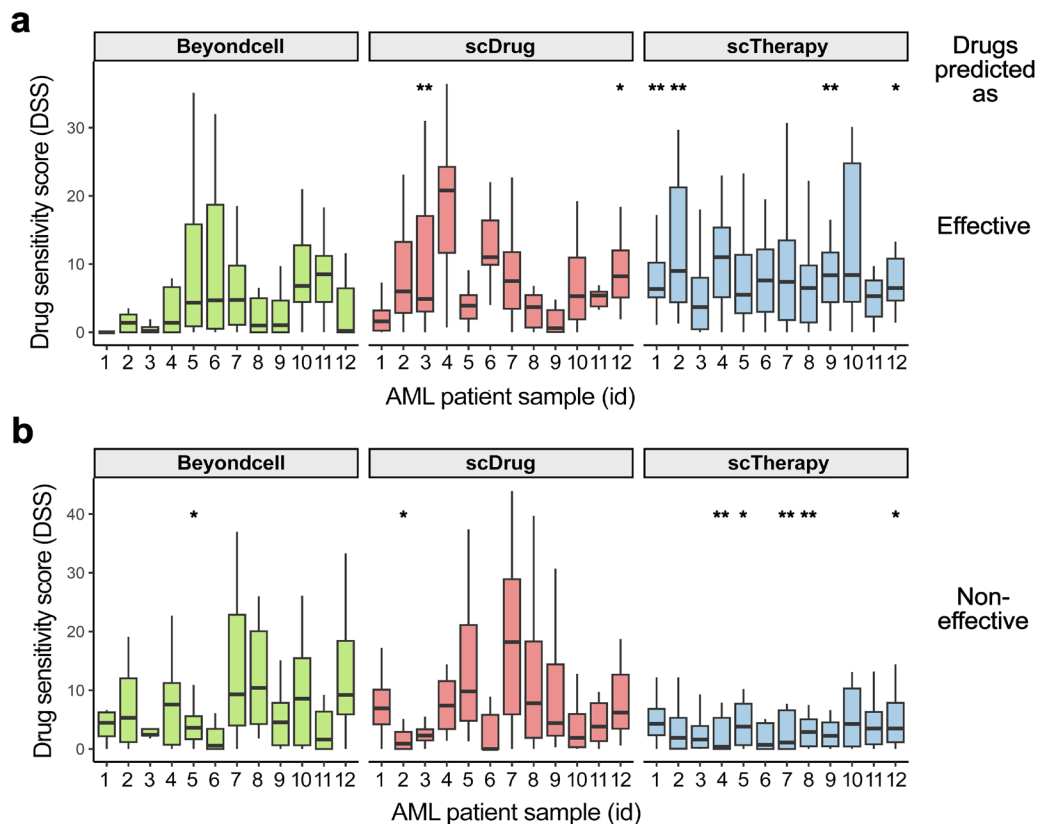 a
Beyondcell scDrug scTherapy
Drugs
predicted
as
** * ** ** ** *
Drug sensitivity score (DSS)
30
20
10
0
Effective
1 2 3 4 5 6 7 8 9 10 11 12 1 2 3 4 5 6 7 8 9 10 11 12 1 2 3 4 5 6 7 8 9 10 11 12
AML patient sample (id)
b
Beyondcell scDrug scTherapy
* * ** * ** ** *
Drug sensitivity score (DSS)
40
30
20
10
0
Non-
effective
1 2 3 4 5 6 7 8 9 10 11 12 1 2 3 4 5 6 7 8 9 10 11 12 1 2 3 4 5 6 7 8 9 10 11 12
AML patient sample (id)